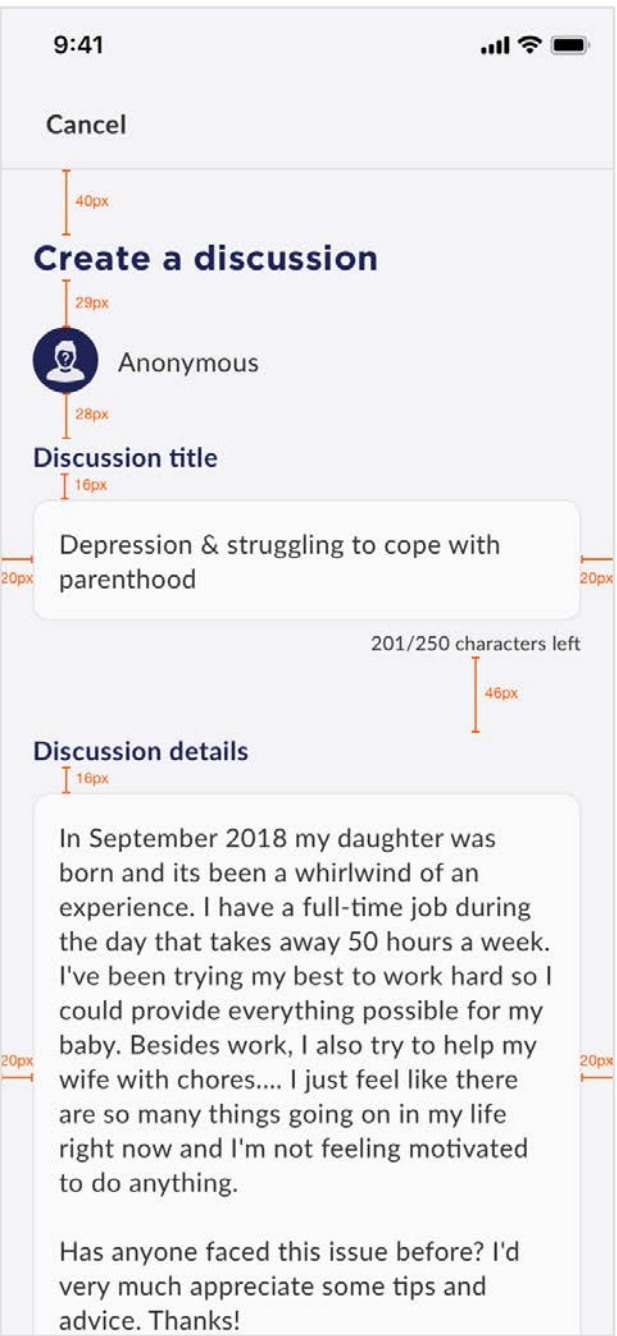 9:41
Cancel
40px
Create a discussion
29px
Anonymous
28px
Discussion title
16px
Depression & struggling to cope with
parenthood
20px
20px
201/250 characters left
46px
Discussion details
16px
In September 2018 my daughter was
born and its been a whirlwind of an
experience. I have a full-time job during
the day that takes away 50 hours a week.
I've been trying my best to work hard so I
could provide everything possible for my
baby. Besides work, I also try to help my
20px
20px
wife with chores.... I just feel like there
are so many things going on in my life
right now and I'm not feeling motivated
to do anything.
Has anyone faced this issue before? I'd
very much appreciate some tips and
advice. Thanks!